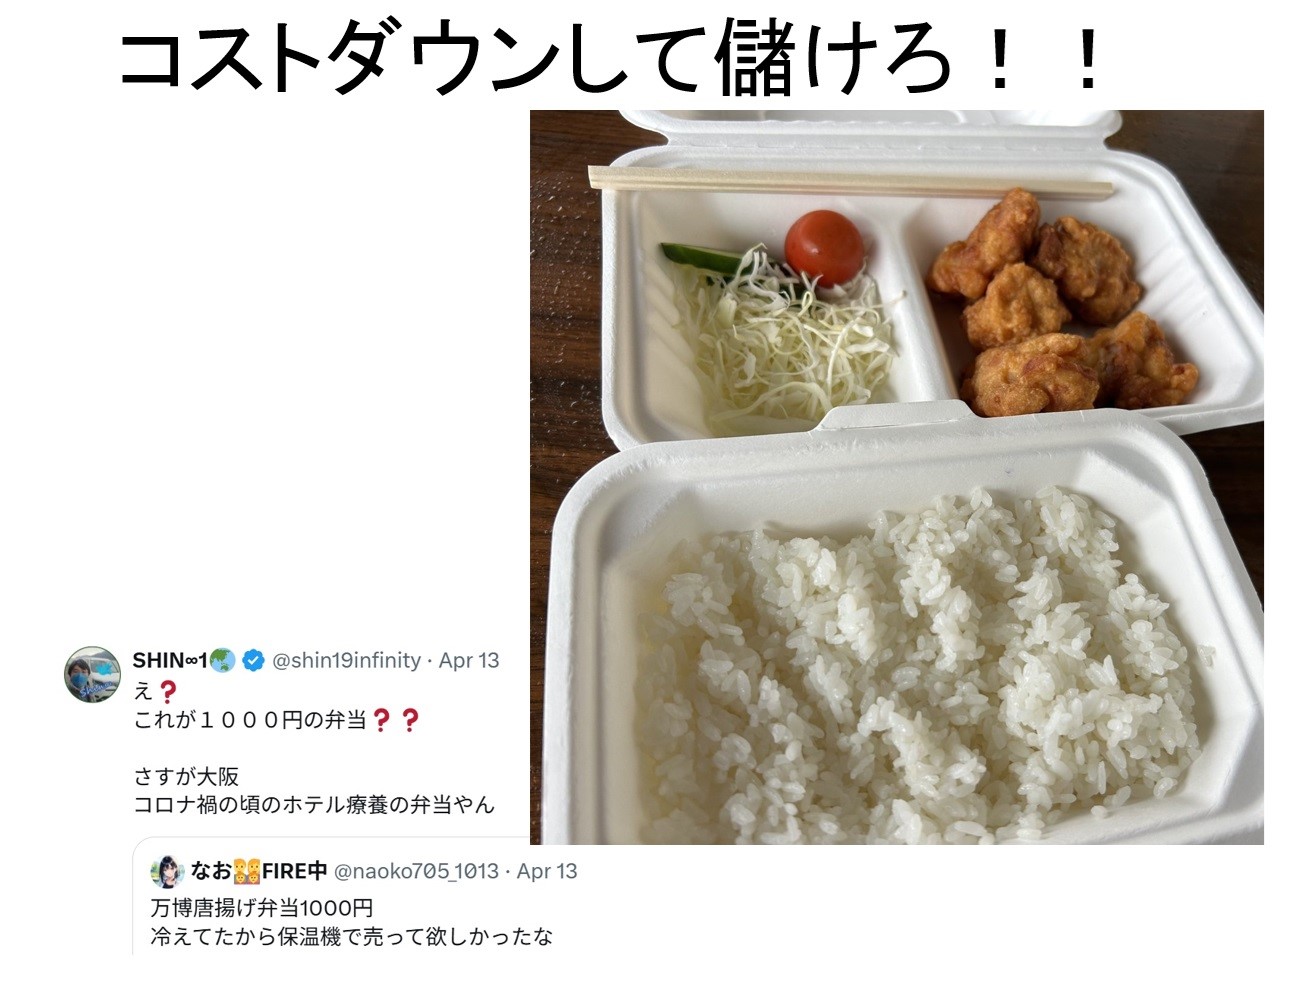 コストダウンして儲けろ！！
SHIN∞1🌏 @shin19infinity · Apr 13
え❓
これが１０００円の弁当❓❓
さすが大阪
コロナ禍の頃のホテル療養の弁当やん
なお👨‍👩‍👧‍👦FIRE中 @naoko705_1013 · Apr 13
万博唐揚げ弁当1000円
冷えてたから保温機で売って欲しかったな